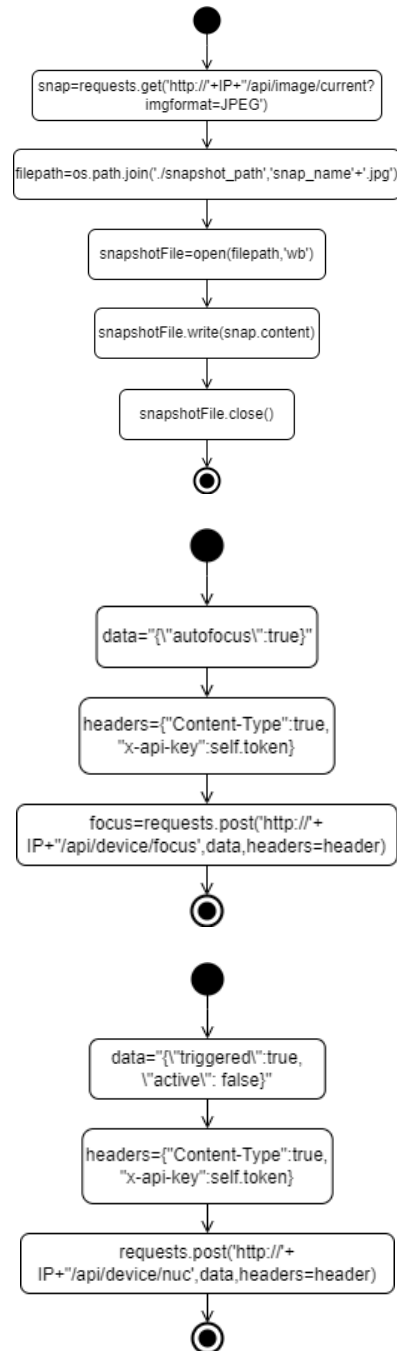 snap=requests.get('http://'+IP+"/api/image/current?
imgformat=JPEG')
filepath=os.path.join('./snapshot_path','snap_name'+'.jpg')
snapshotFile=open(filepath,'wb')
snapshotFile.write(snap.content)
snapshotFile.close()
data="{\"autofocus\":true}"
headers={"Content-Type":true,
"x-api-key":self.token}
focus=requests.post('http://'+
IP+"/api/device/focus',data,headers=header)
data="{\"triggered\":true,
\"active\": false}"
headers={"Content-Type":true,
"x-api-key":self.token}
requests.post('http://'+
IP+"/api/device/nuc',data,headers=header)